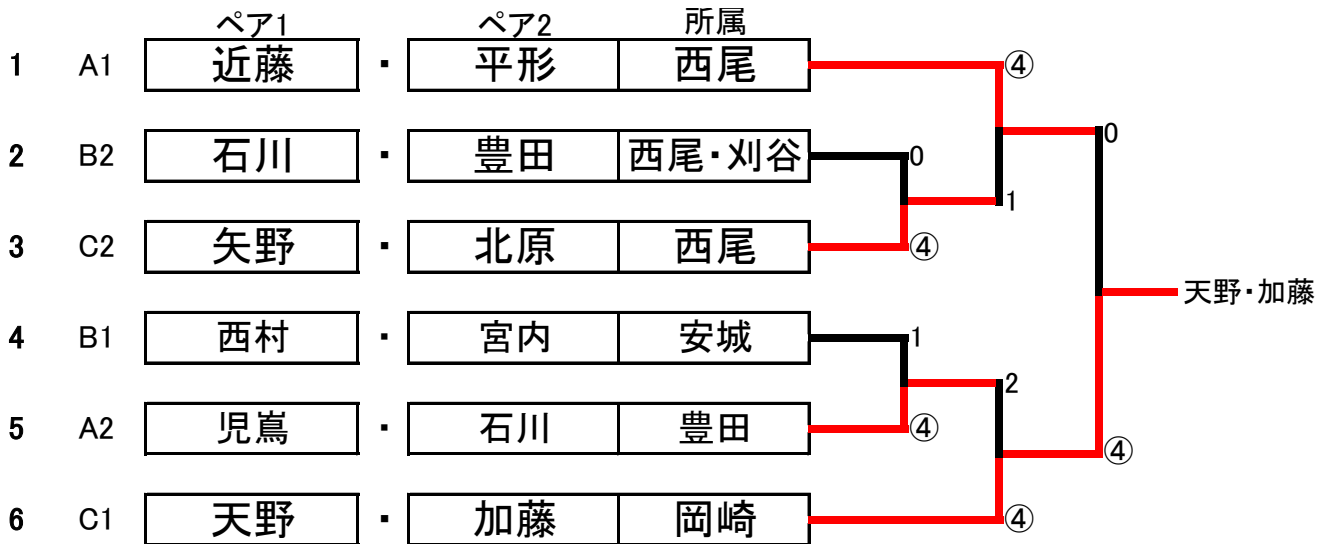 ペア1 ペア2 所属
1 A1 近藤 ・ 平形 西尾 ④
0
2 B2 石川 ・ 豊田 西尾・刈谷 0
1
3 C2 矢野 ・ 北原 西尾 ④
天野・加藤
4 B1 西村 ・ 宮内 安城 1
2
5 A2 児嶌 ・ 石川 豊田 ④
④
6 C1 天野 ・ 加藤 岡崎 ④